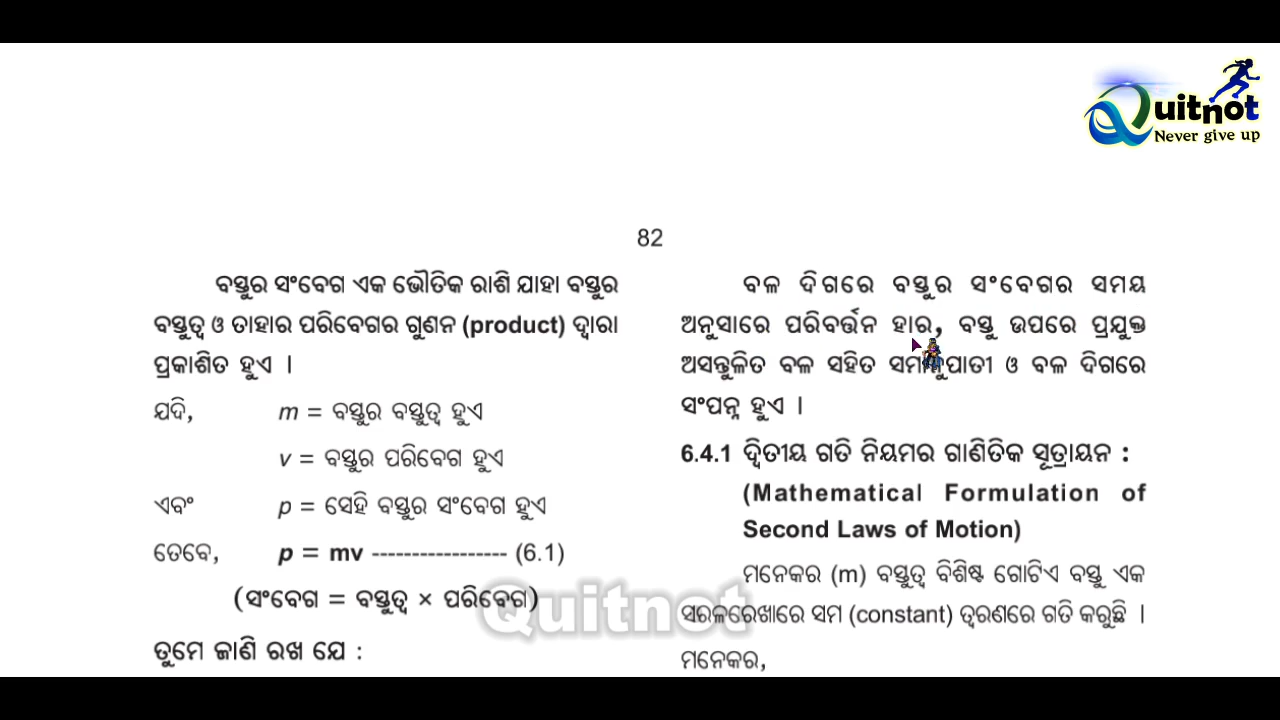 Quitnot
Never give up
82
ବସ୍ତୁର ସଂବେଗ ଏକ ଭୌତିକ ରାଶି ଯାହା ବସ୍ତୁର
ବସ୍ତୁତ୍ୱ ଓ ତାହାର ପରିବେଗର ଗୁଣନ (product) ଦ୍ୱାରା
ପ୍ରକାଶିତ ହୁଏ ।
ଯଦି, m = ବସ୍ତୁର ବସ୍ତୁତ୍ୱ ହୁଏ
v = ବସ୍ତୁର ପରିବେଗ ହୁଏ
ଏବଂ p = ସେହି ବସ୍ତୁର ସଂବେଗ ହୁଏ
ତେବେ, p = mv ----------------- (6.1)
(ସଂବେଗ = ବସ୍ତୁତ୍ୱ × ପରିବେଗ)
ତୁମେ ଜାଣି ରଖ ଯେ :
ବଳ ଦିଗରେ ବସ୍ତୁର ସଂବେଗର ସମୟ
ଅନୁସାରେ ପରିବର୍ତ୍ତନ ହାର, ବସ୍ତୁ ଉପରେ ପ୍ରଯୁକ୍ତ
ଅସନ୍ତୁଳିତ ବଳ ସହିତ ସମାନୁପାତୀ ଓ ବଳ ଦିଗରେ
ସଂପନ୍ନ ହୁଏ ।
6.4.1 ଦ୍ୱିତୀୟ ଗତି ନିୟମର ଗାଣିତିକ ସୂତ୍ରାୟନ :
(Mathematical Formulation of
Second Laws of Motion)
ମନେକର (m) ବସ୍ତୁତ୍ୱ ବିଶିଷ୍ଟ ଗୋଟିଏ ବସ୍ତୁ ଏକ
ସରଳରେଖାରେ ସମ (constant) ତ୍ୱରଣରେ ଗତି କରୁଛି ।
ମନେକର,
Quitnot